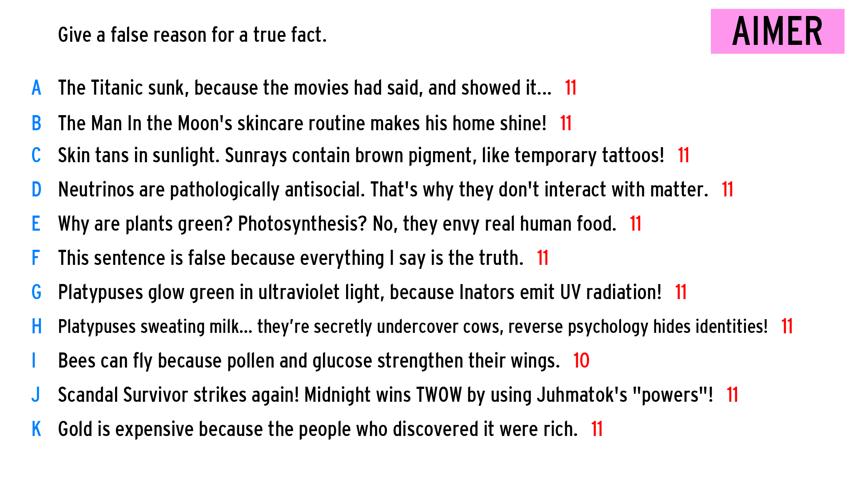 Give a false reason for a true fact.
AIMER
A The Titanic sunk, because the movies had said, and showed it... 11
B The Man In the Moon's skincare routine makes his home shine! 11
C Skin tans in sunlight. Sunrays contain brown pigment, like temporary tattoos! 11
D Neutrinos are pathologically antisocial. That's why they don't interact with matter. 11
E Why are plants green? Photosynthesis? No, they envy real human food. 11
F This sentence is false because everything I say is the truth. 11
G Platypuses glow green in ultraviolet light, because Inators emit UV radiation! 11
H Platypuses sweating milk... they’re secretly undercover cows, reverse psychology hides identities! 11
I Bees can fly because pollen and glucose strengthen their wings. 10
J Scandal Survivor strikes again! Midnight wins TWOW by using Juhmatok's "powers"! 11
K Gold is expensive because the people who discovered it were rich. 11